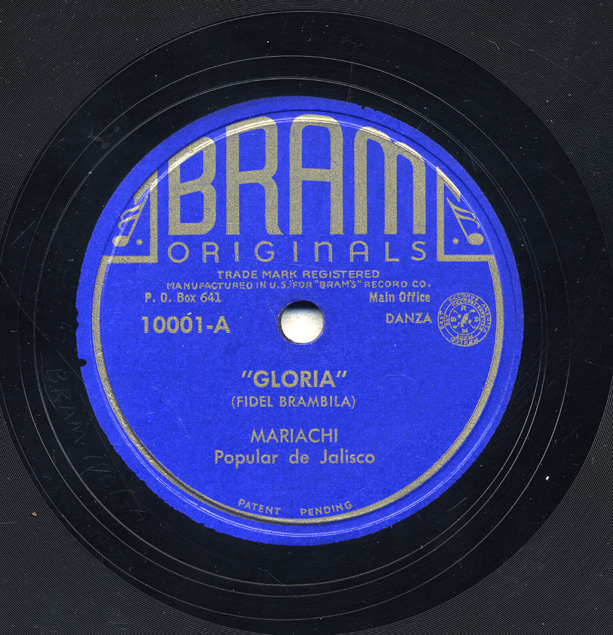 BRAM
ORIGINALS
TRADE MARK REGISTERED
MANUFACTURED IN U.S. FOR "BRAM'S" RECORD CO.
P. O. Box 641 Main Office
10001-A DANZA
"GLORIA"
(FIDEL BRAMBILA)
MARIACHI
Popular de Jalisco
PATENT PENDING